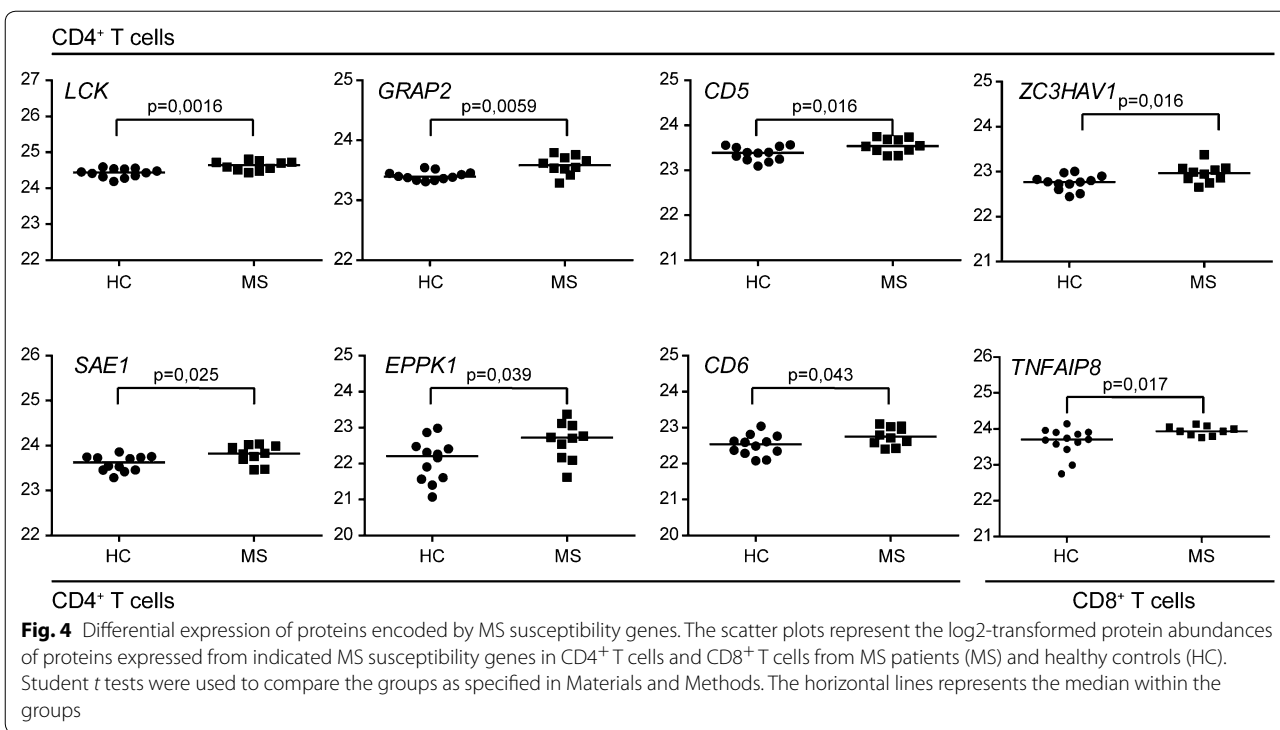 CD4⁺ T cells
LCK
p=0,0016
27
26
25
24
23
22
HC MS
GRAP2
p=0,0059
25
24
23
22
HC MS
CD5
p=0,016
25
24
23
22
21
HC MS
ZC3HAV1
p=0,016
25
24
23
22
21
HC MS
SAE1
p=0,025
26
25
24
23
22
HC MS
EPPK1
p=0,039
25
24
23
22
21
20
HC MS
CD6
p=0,043
25
24
23
22
21
20
HC MS
TNFAIP8
p=0,017
26
25
24
23
22
21
HC MS
CD4⁺ T cells
CD8⁺ T cells
Fig. 4 Differential expression of proteins encoded by MS susceptibility genes. The scatter plots represent the log2-transformed protein abundances
of proteins expressed from indicated MS susceptibility genes in CD4⁺ T cells and CD8⁺ T cells from MS patients (MS) and healthy controls (HC).
Student t tests were used to compare the groups as specified in Materials and Methods. The horizontal lines represents the median within the
groups